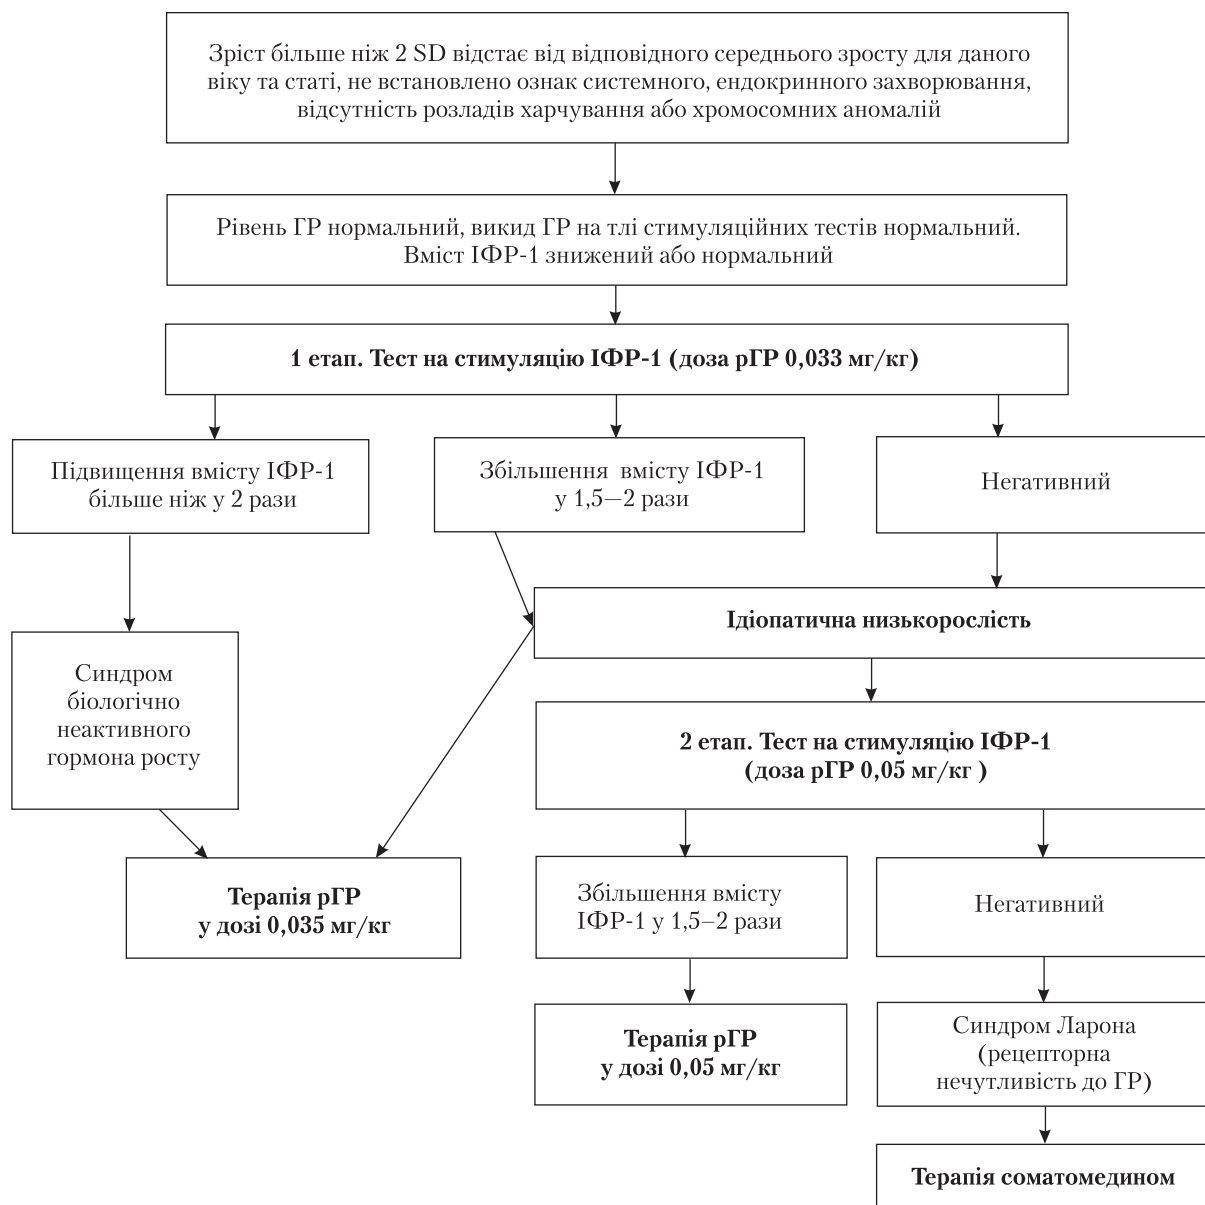 Зріст більше ніж 2 SD відстає від відповідного середнього зросту для даного
віку та статі, не встановлено ознак системного, ендокринного захворювання,
відсутність розладів харчування або хромосомних аномалій
Рівень ГР нормальний, викид ГР на тлі стимуляційних тестів нормальний.
Вміст ІФР-1 знижений або нормальний
1 етап. Тест на стимуляцію ІФР-1 (доза рГР 0,033 мг/кг)
Підвищення вмісту ІФР-1
більше ніж у 2 рази
Збільшення вмісту ІФР-1
у 1,5—2 рази
Негативний
Ідіопатична низькорослість
Синдром
біологічно
неактивного
гормона росту
2 етап. Тест на стимуляцію ІФР-1
(доза рГР 0,05 мг/кг )
Терапія рГР
у дозі 0,035 мг/кг
Збільшення вмісту
ІФР-1 у 1,5–2 рази
Негативний
Терапія рГР
у дозі 0,05 мг/кг
Синдром Ларона
(рецепторна
нечутливість до ГР)
Терапія соматомедином